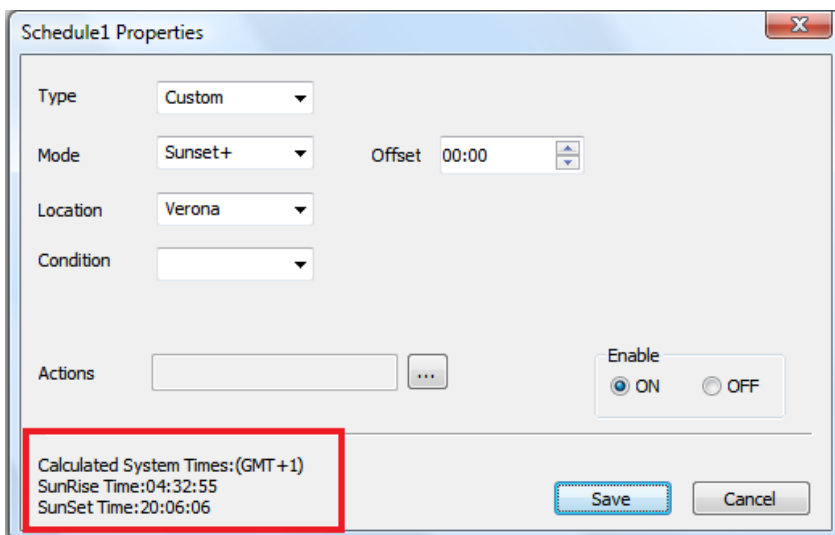 Schedule1 Properties
Type Custom
Mode Sunset+ Offset 00:00
Location Verona
Condition
Enable
Actions ... ON OFF
Calculated System Times:(GMT+1)
SunRise Time:04:32:55
SunSet Time:20:06:06
Save Cancel